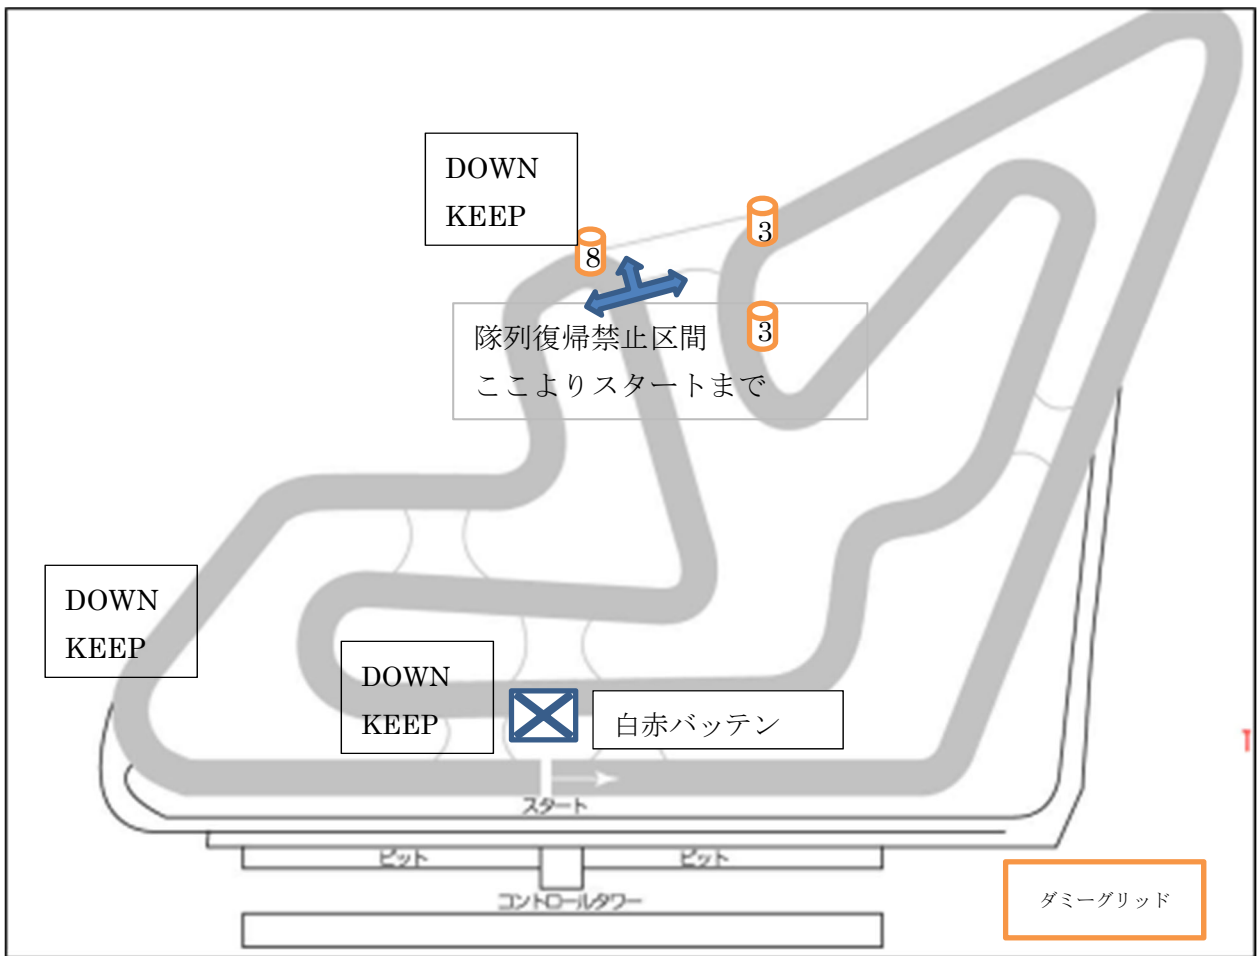 DOWN
KEEP
3
8
3
隊列復帰禁止区間
ここよりスタートまで
DOWN
KEEP
DOWN
KEEP
白赤バッテン
1
スタート
ピット
ピット
コントロールタワー
ダミーグリッド